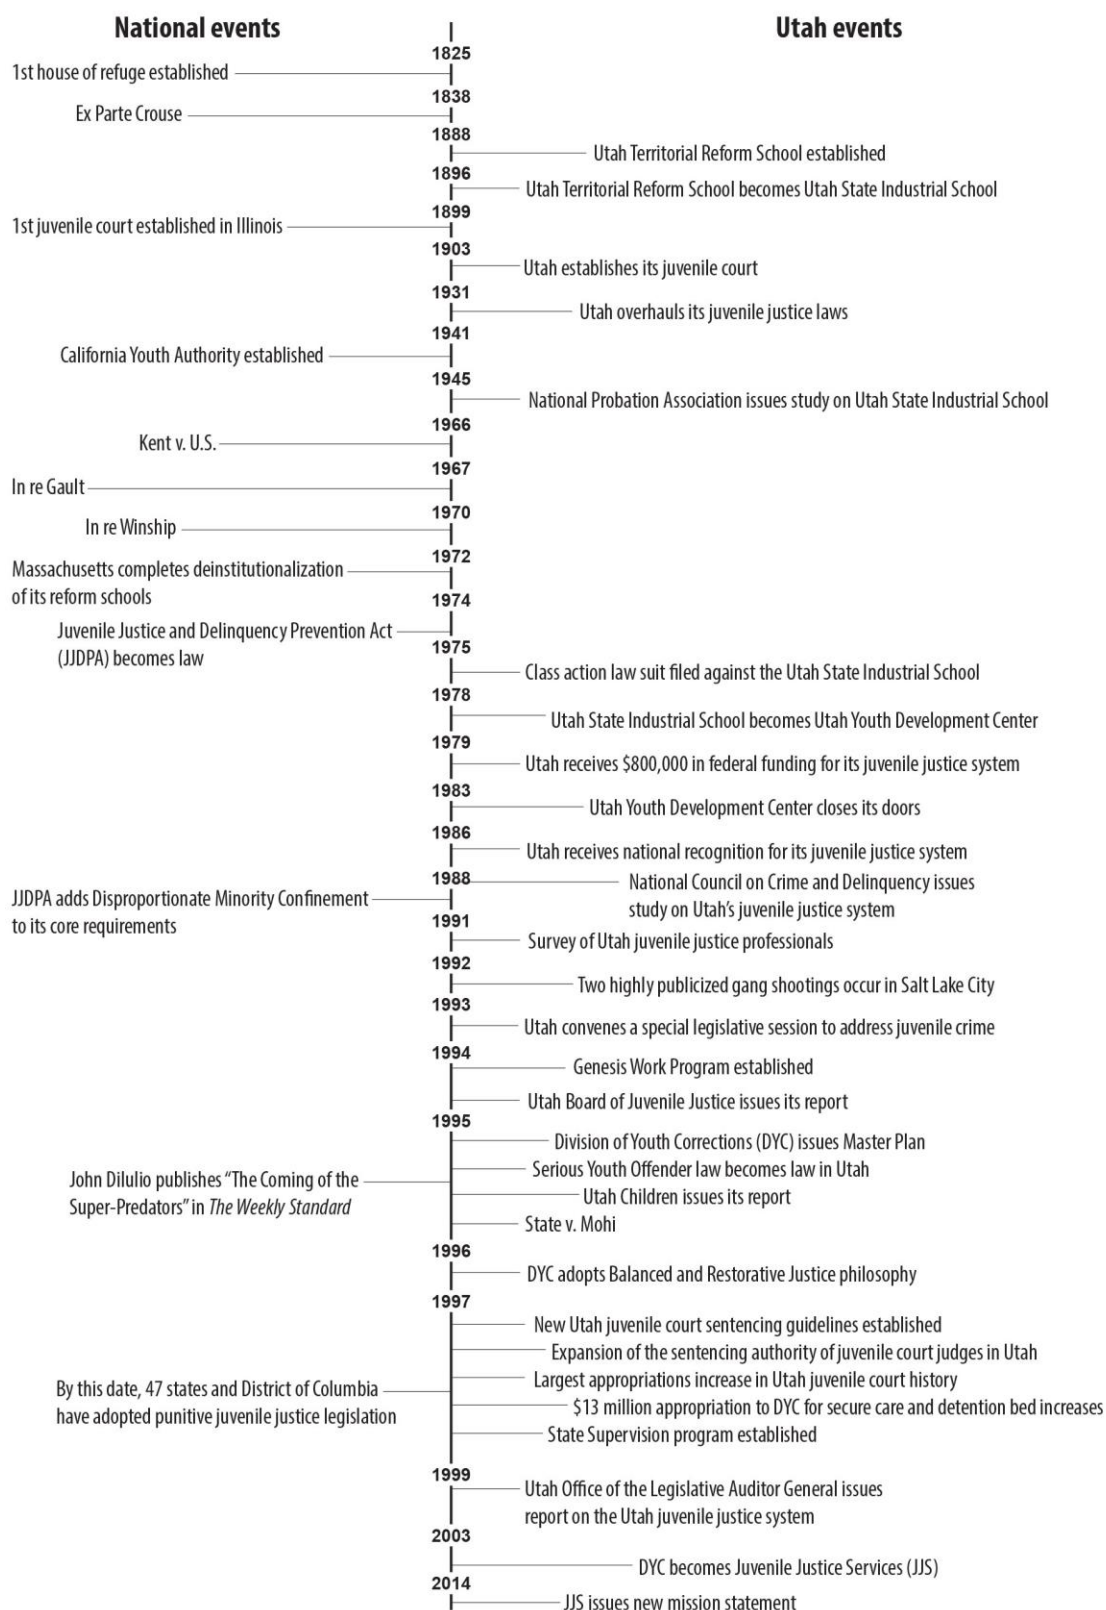 National events
Utah events
1825
1st house of refuge established
1838
Ex Parte Crouse
1888
Utah Territorial Reform School established
1896
Utah Territorial Reform School becomes Utah State Industrial School
1899
1st juvenile court established in Illinois
1903
Utah establishes its juvenile court
1931
Utah overhauls its juvenile justice laws
1941
California Youth Authority established
1945
National Probation Association issues study on Utah State Industrial School
1966
Kent v. U.S.
1967
In re Gault
1970
In re Winship
1972
Massachusetts completes deinstitutionalization
of its reform schools
1974
Juvenile Justice and Delinquency Prevention Act
(JJDPA) becomes law
1975
Class action law suit filed against the Utah State Industrial School
1978
Utah State Industrial School becomes Utah Youth Development Center
1979
Utah receives $800,000 in federal funding for its juvenile justice system
1983
Utah Youth Development Center closes its doors
1986
Utah receives national recognition for its juvenile justice system
1988
National Council on Crime and Delinquency issues
study on Utah's juvenile justice system
JJDPA adds Disproportionate Minority Confinement
to its core requirements
1991
Survey of Utah juvenile justice professionals
1992
Two highly publicized gang shootings occur in Salt Lake City
1993
Utah convenes a special legislative session to address juvenile crime
1994
Genesis Work Program established
Utah Board of Juvenile Justice issues its report
1995
Division of Youth Corrections (DYC) issues Master Plan
Serious Youth Offender law becomes law in Utah
John DiIulio publishes “The Coming of the
Super-Predators” in The Weekly Standard
Utah Children issues its report
State v. Mohi
1996
DYC adopts Balanced and Restorative Justice philosophy
1997
New Utah juvenile court sentencing guidelines established
Expansion of the sentencing authority of juvenile court judges in Utah
Largest appropriations increase in Utah juvenile court history
By this date, 47 states and District of Columbia
have adopted punitive juvenile justice legislation
$13 million appropriation to DYC for secure care and detention bed increases
State Supervision program established
1999
Utah Office of the Legislative Auditor General issues
report on the Utah juvenile justice system
2003
DYC becomes Juvenile Justice Services (JJS)
2014
JJS issues new mission statement